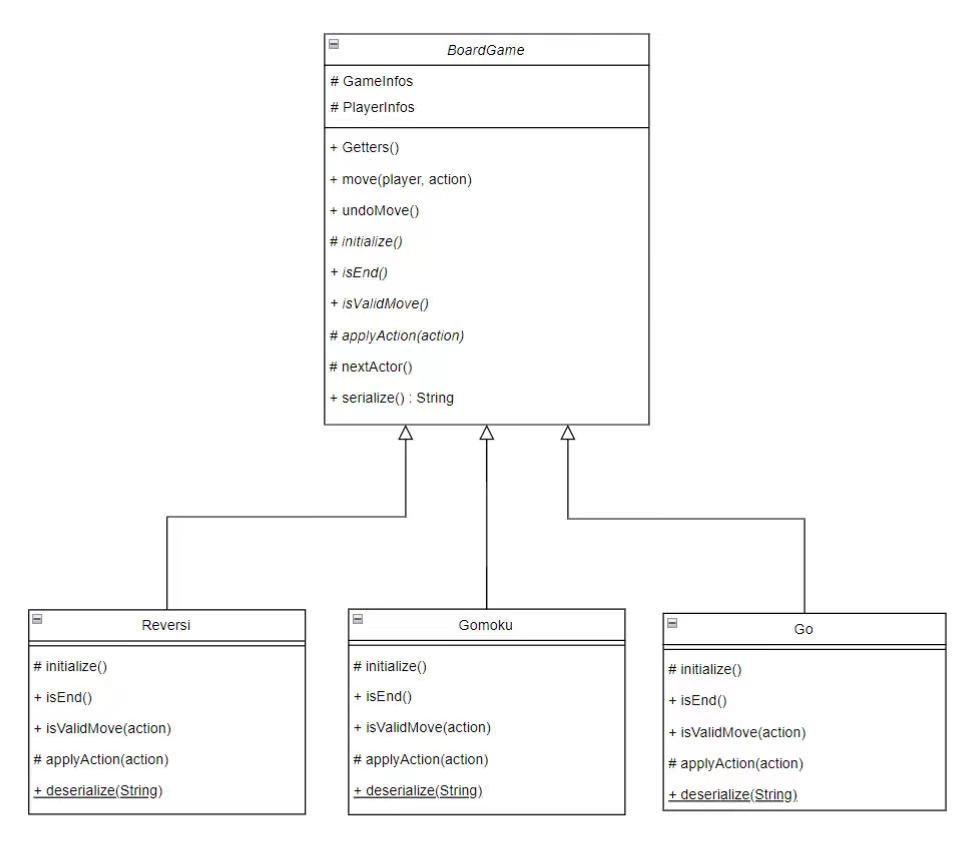 BoardGame
# GameInfos
# PlayerInfos
+ Getters()
+ move(player, action)
+ undoMove()
# initialize()
+ isEnd()
+ isValidMove()
# applyAction(action)
# nextActor()
+ serialize() : String
Reversi
# initialize()
+ isEnd()
+ isValidMove(action)
# applyAction(action)
+ deserialize(String)
Gomoku
# initialize()
+ isEnd()
+ isValidMove(action)
# applyAction(action)
+ deserialize(String)
Go
# initialize()
+ isEnd()
+ isValidMove(action)
# applyAction(action)
+ deserialize(String)